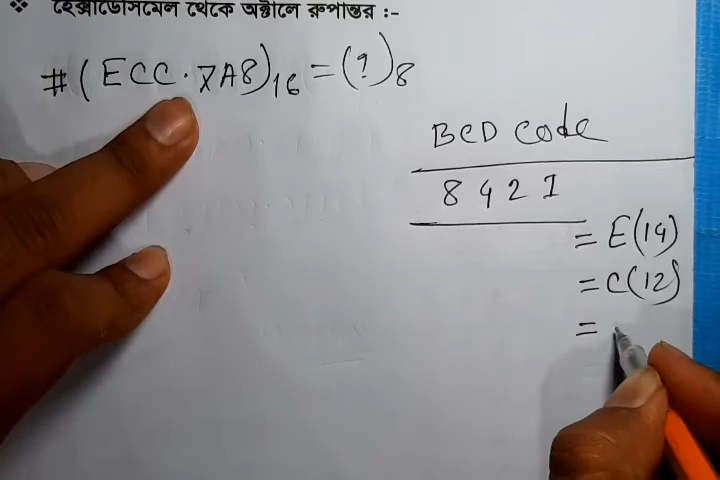 ❖ হেক্সাডেসিমেল থেকে অক্টালে রুপান্তর :-
# (ECC.7A8)16 = (?)8
BCD code
8 4 2 1
= E(14)
= C(12)
=